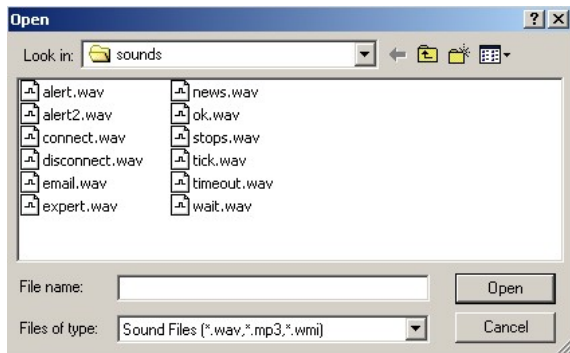 Open
Look in: sounds
alert.wav
alert2.wav
connect.wav
disconnect.wav
email.wav
expert.wav
news.wav
ok.wav
stops.wav
tick.wav
timeout.wav
wait.wav
File name:
Open
Files of type: Sound Files (*.wav,*.mp3,*.wmi)
Cancel